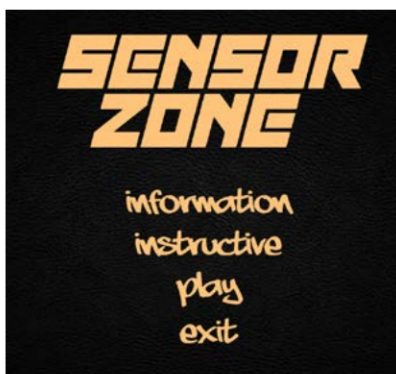 SENSOR
ZONE
information
instructive
play
exit